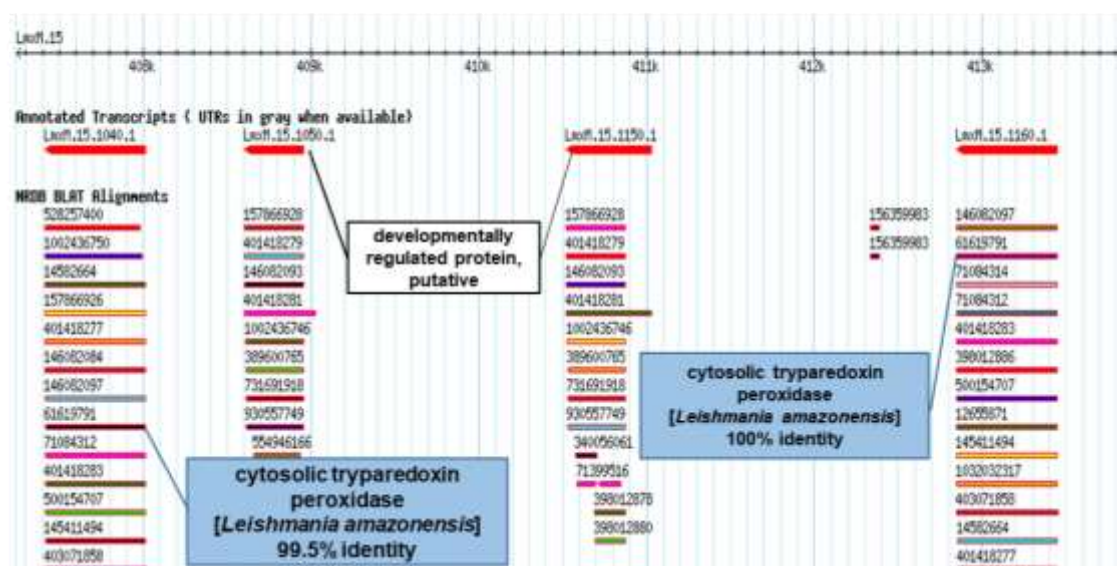 LmxM.15
408k 409k 410k 411k 412k 413k
Annotated Transcripts ( UTRs in gray when available)
LmxM.15.1040.1 LmxM.15.1050.1 LmxM.15.1150.1 LmxM.15.1160.1
NRDB BLAT Alignments
528257400 157866928 157866928 156359983 146082097
1002436750 401418279 401418279 156359983 61619791
14582664 146082093 146082093 71084314
157866926 401418281 401418281 71084312
401418277 1002436746 1002436746 401418283
146082084 389600765 389600765 398012886
146082097 731691918 731691918 500154707
61619791 930557749 930557749 12655871
71084312 554946166 340056061 145411494
401418283 71399516 1032032317
500154707 398012878 403071858
145411494 398012880 14582664
403071858 401418277
developmentally
regulated protein,
putative
cytosolic tryparedoxin
peroxidase
[Leishmania amazonensis]
100% identity
cytosolic tryparedoxin
peroxidase
[Leishmania amazonensis]
99.5% identity